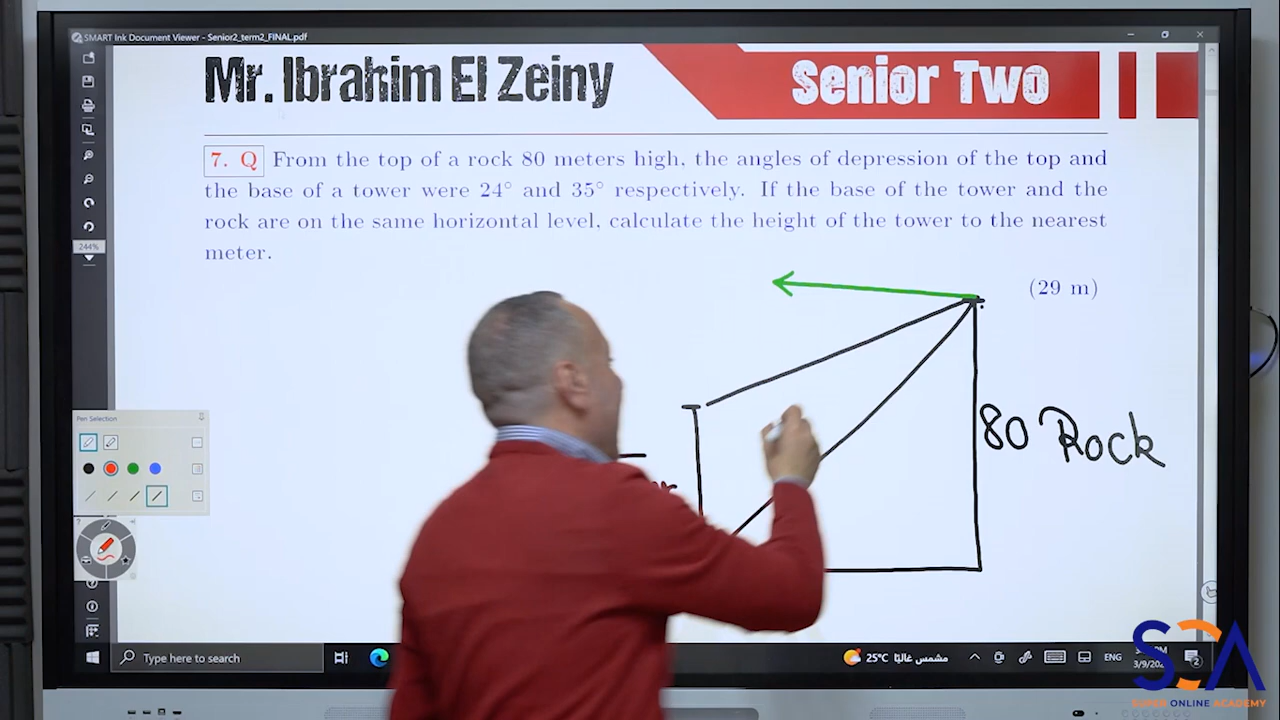 SMART Ink Document Viewer - Senior2_term2_FINAL.pdf
Mr. Ibrahim El Zeiny
Senior Two
7. Q From the top of a rock 80 meters high, the angles of depression of the top and
the base of a tower were 24° and 35° respectively. If the base of the tower and the
rock are on the same horizontal level, calculate the height of the tower to the nearest
meter.
(29 m)
244%
80 Rock
Pen Selection
Type here to search
25°C مشمس غالبًا
ENG
2
SOA
SUPER ONLINE ACADEMY